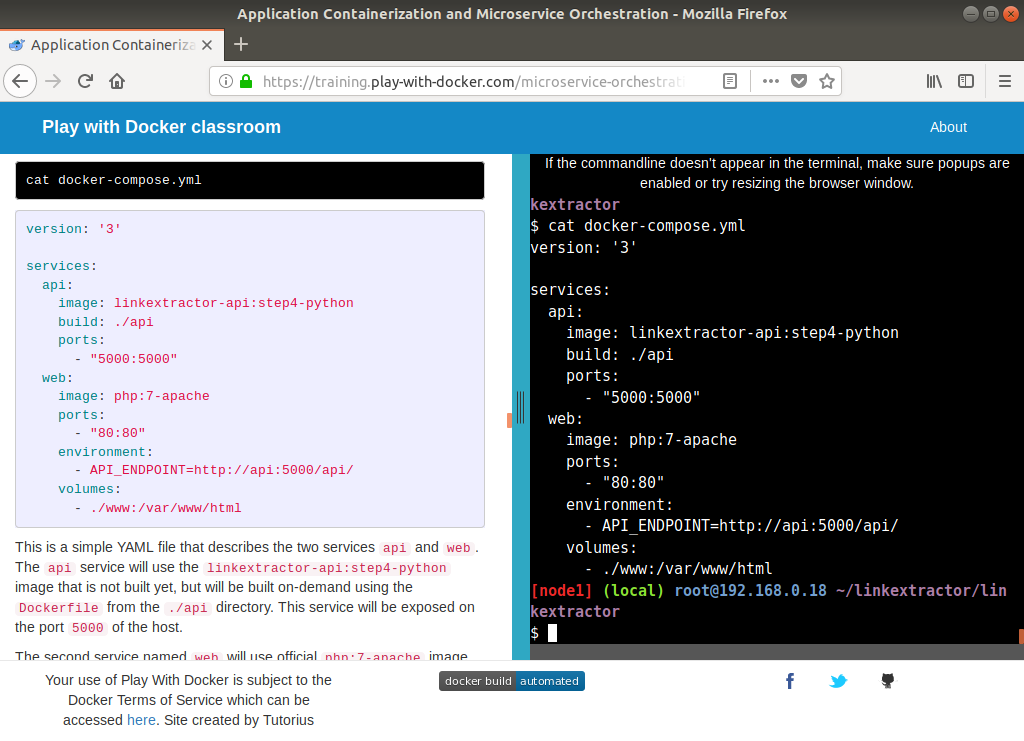 Application Containerization and Microservice Orchestration - Mozilla Firefox
Application Containeriza
https://training.play-with-docker.com/microservice-orchestrati
Play with Docker classroom
About
cat docker-compose.yml
version: '3'
services:
api:
image: linkextractor-api:step4-python
build: ./api
ports:
- "5000:5000"
web:
image: php:7-apache
ports:
- "80:80"
environment:
- API_ENDPOINT=http://api:5000/api/
volumes:
- ./www:/var/www/html
This is a simple YAML file that describes the two services api and web.
The api service will use the linkextractor-api:step4-python
image that is not built yet, but will be built on-demand using the
Dockerfile from the ./api directory. This service will be exposed on
the port 5000 of the host.
The second service named web will use official php:7-apache image
If the commandline doesn't appear in the terminal, make sure popups are
enabled or try resizing the browser window.
kextractor
$ cat docker-compose.yml
version: '3'
services:
api:
image: linkextractor-api:step4-python
build: ./api
ports:
- "5000:5000"
web:
image: php:7-apache
ports:
- "80:80"
environment:
- API_ENDPOINT=http://api:5000/api/
volumes:
- ./www:/var/www/html
[node1] (local) root@192.168.0.18 ~/linkextractor/lin
kextractor
$
Your use of Play With Docker is subject to the
Docker Terms of Service which can be
accessed here. Site created by Tutorius
docker build automated